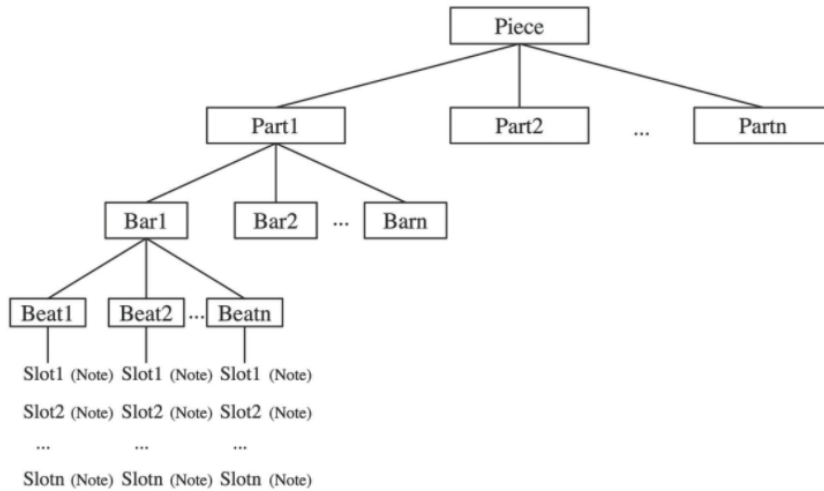 Piece
Part1 Part2 ... Partn
Bar1 Bar2 ... Barn
Beat1 Beat2 ... Beatn
Slot1 (Note) Slot1 (Note) Slot1 (Note)
Slot2 (Note) Slot2 (Note) Slot2 (Note)
... ... ...
Slotn (Note) Slotn (Note) Slotn (Note)